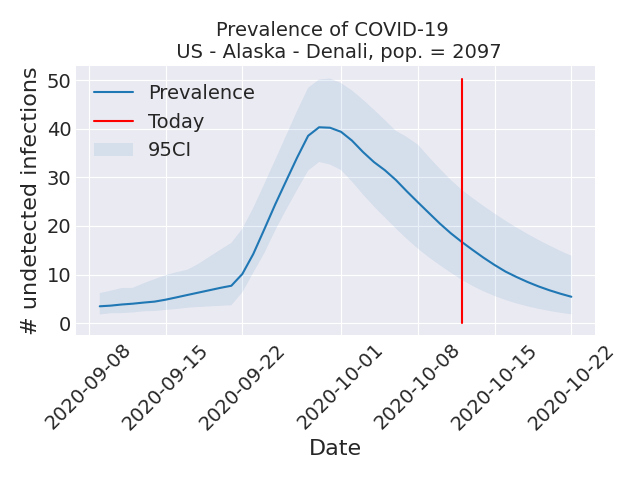 Prevalence of COVID-19
US - Alaska - Denali, pop. = 2097
# undetected infections
50
40
30
20
10
0
Prevalence
Today
95CI
2020-09-08
2020-09-15
2020-09-22
2020-10-01
2020-10-08
2020-10-15
2020-10-22
Date